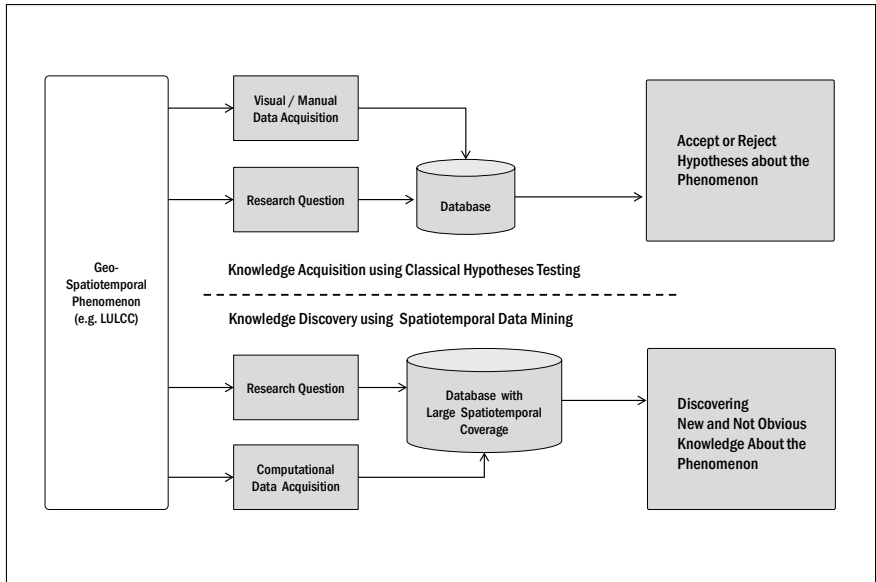 Geo-
Spatiotemporal
Phenomenon
(e.g. LULCC)
Visual / Manual
Data Acquisition
Research Question
Database
Accept or Reject
Hypotheses about the
Phenomenon
Knowledge Acquisition using Classical Hypotheses Testing
Knowledge Discovery using Spatiotemporal Data Mining
Research Question
Computational
Data Acquisition
Database with
Large Spatiotemporal
Coverage
Discovering
New and Not Obvious
Knowledge About the
Phenomenon